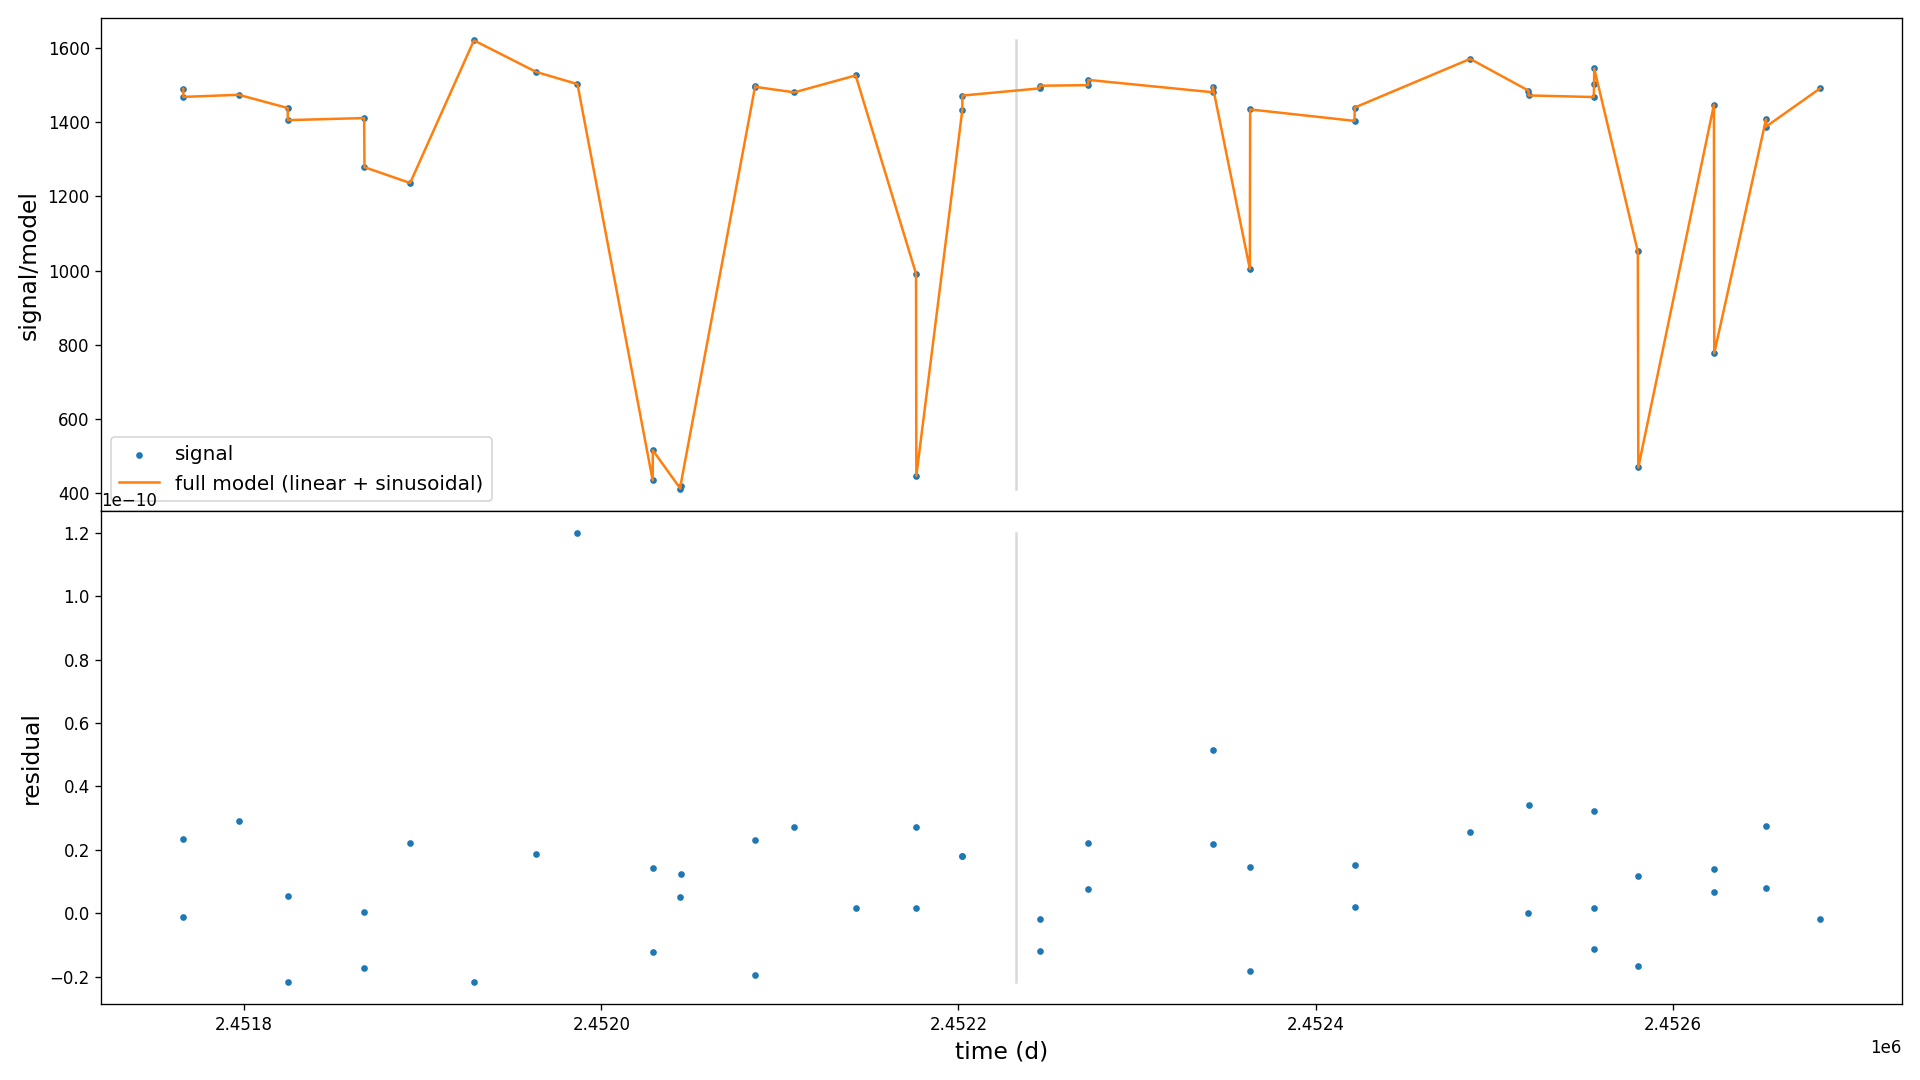 1600
1400
1200
1000
800
600
400
signal/model
signal
full model (linear + sinusoidal)
1e−10
1.2
1.0
0.8
0.6
0.4
0.2
0.0
−0.2
residual
2.4518
2.4520
2.4522
2.4524
2.4526
time (d)
1e6